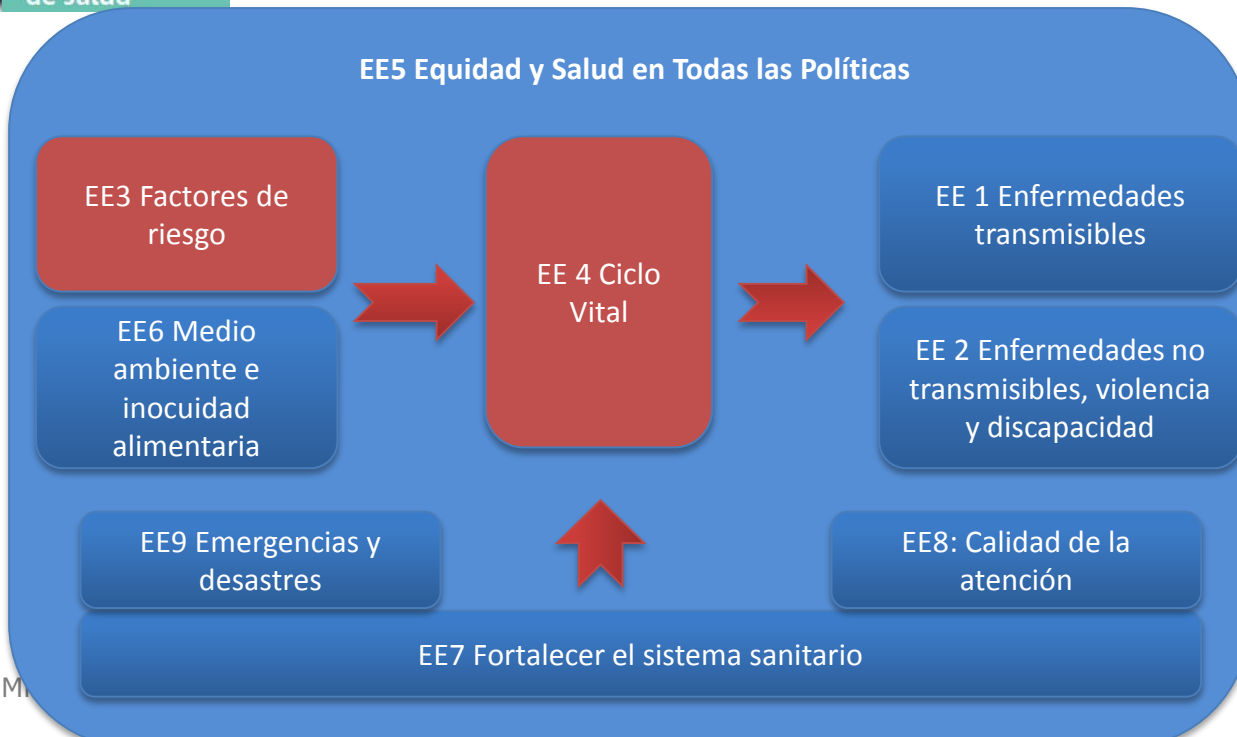 de salud
EE5 Equidad y Salud en Todas las Políticas
EE3 Factores de
riesgo
EE6 Medio
ambiente e
inocuidad
alimentaria
EE 4 Ciclo
Vital
EE 1 Enfermedades
transmisibles
EE 2 Enfermedades no
transmisibles, violencia
y discapacidad
EE9 Emergencias y
desastres
EE8: Calidad de la
atención
EE7 Fortalecer el sistema sanitario